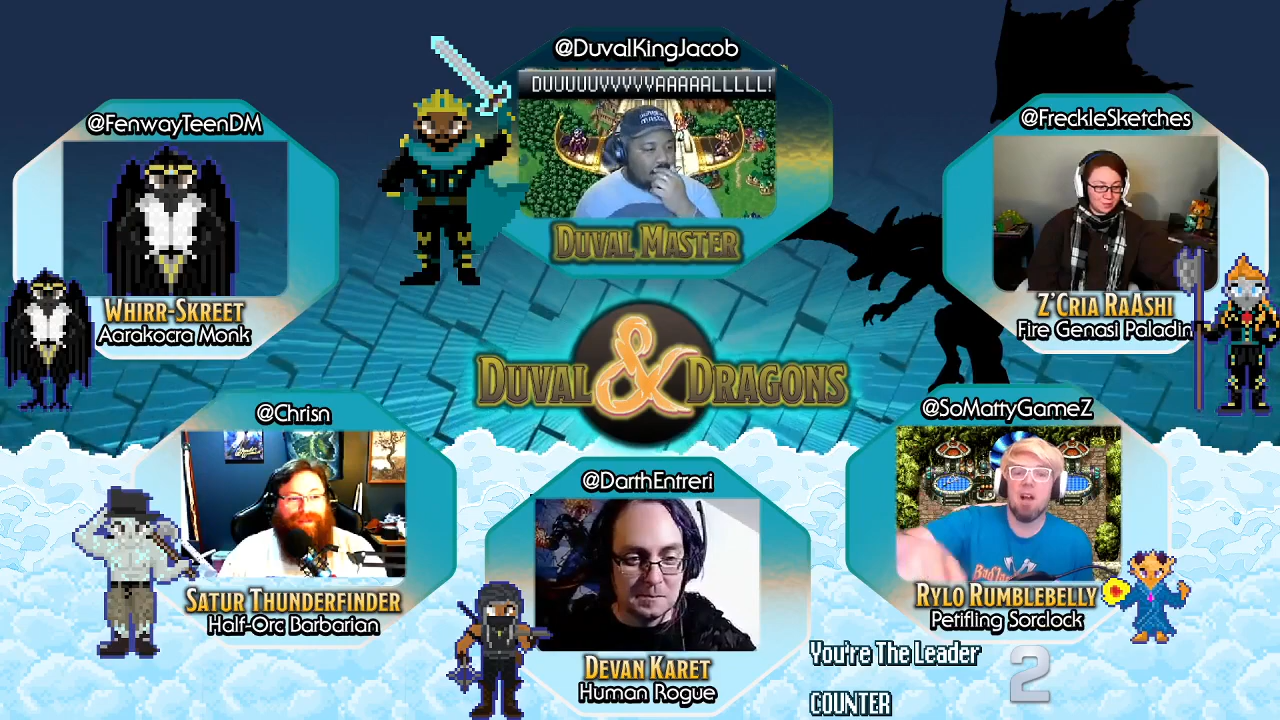 @DuvalKingJacob
DUUUUUVVVVVVAAAAALLLLL!
DUVAL MASTER
@FenwayTeenDM
WHIRR-SKREET
Aarakocra Monk
@FreckleSketches
Z'CRIA RAASHI
Fire Genasi Paladin
DUVAL & DRAGONS
@Chrisn
SATUR THUNDERFINDER
Half-Orc Barbarian
@DarthEntreri
DEVAN KARET
Human Rogue
@SoMattyGameZ
RYLO RUMBLEBELLY
Petifling Sorclock
You're The Leader
COUNTER
2